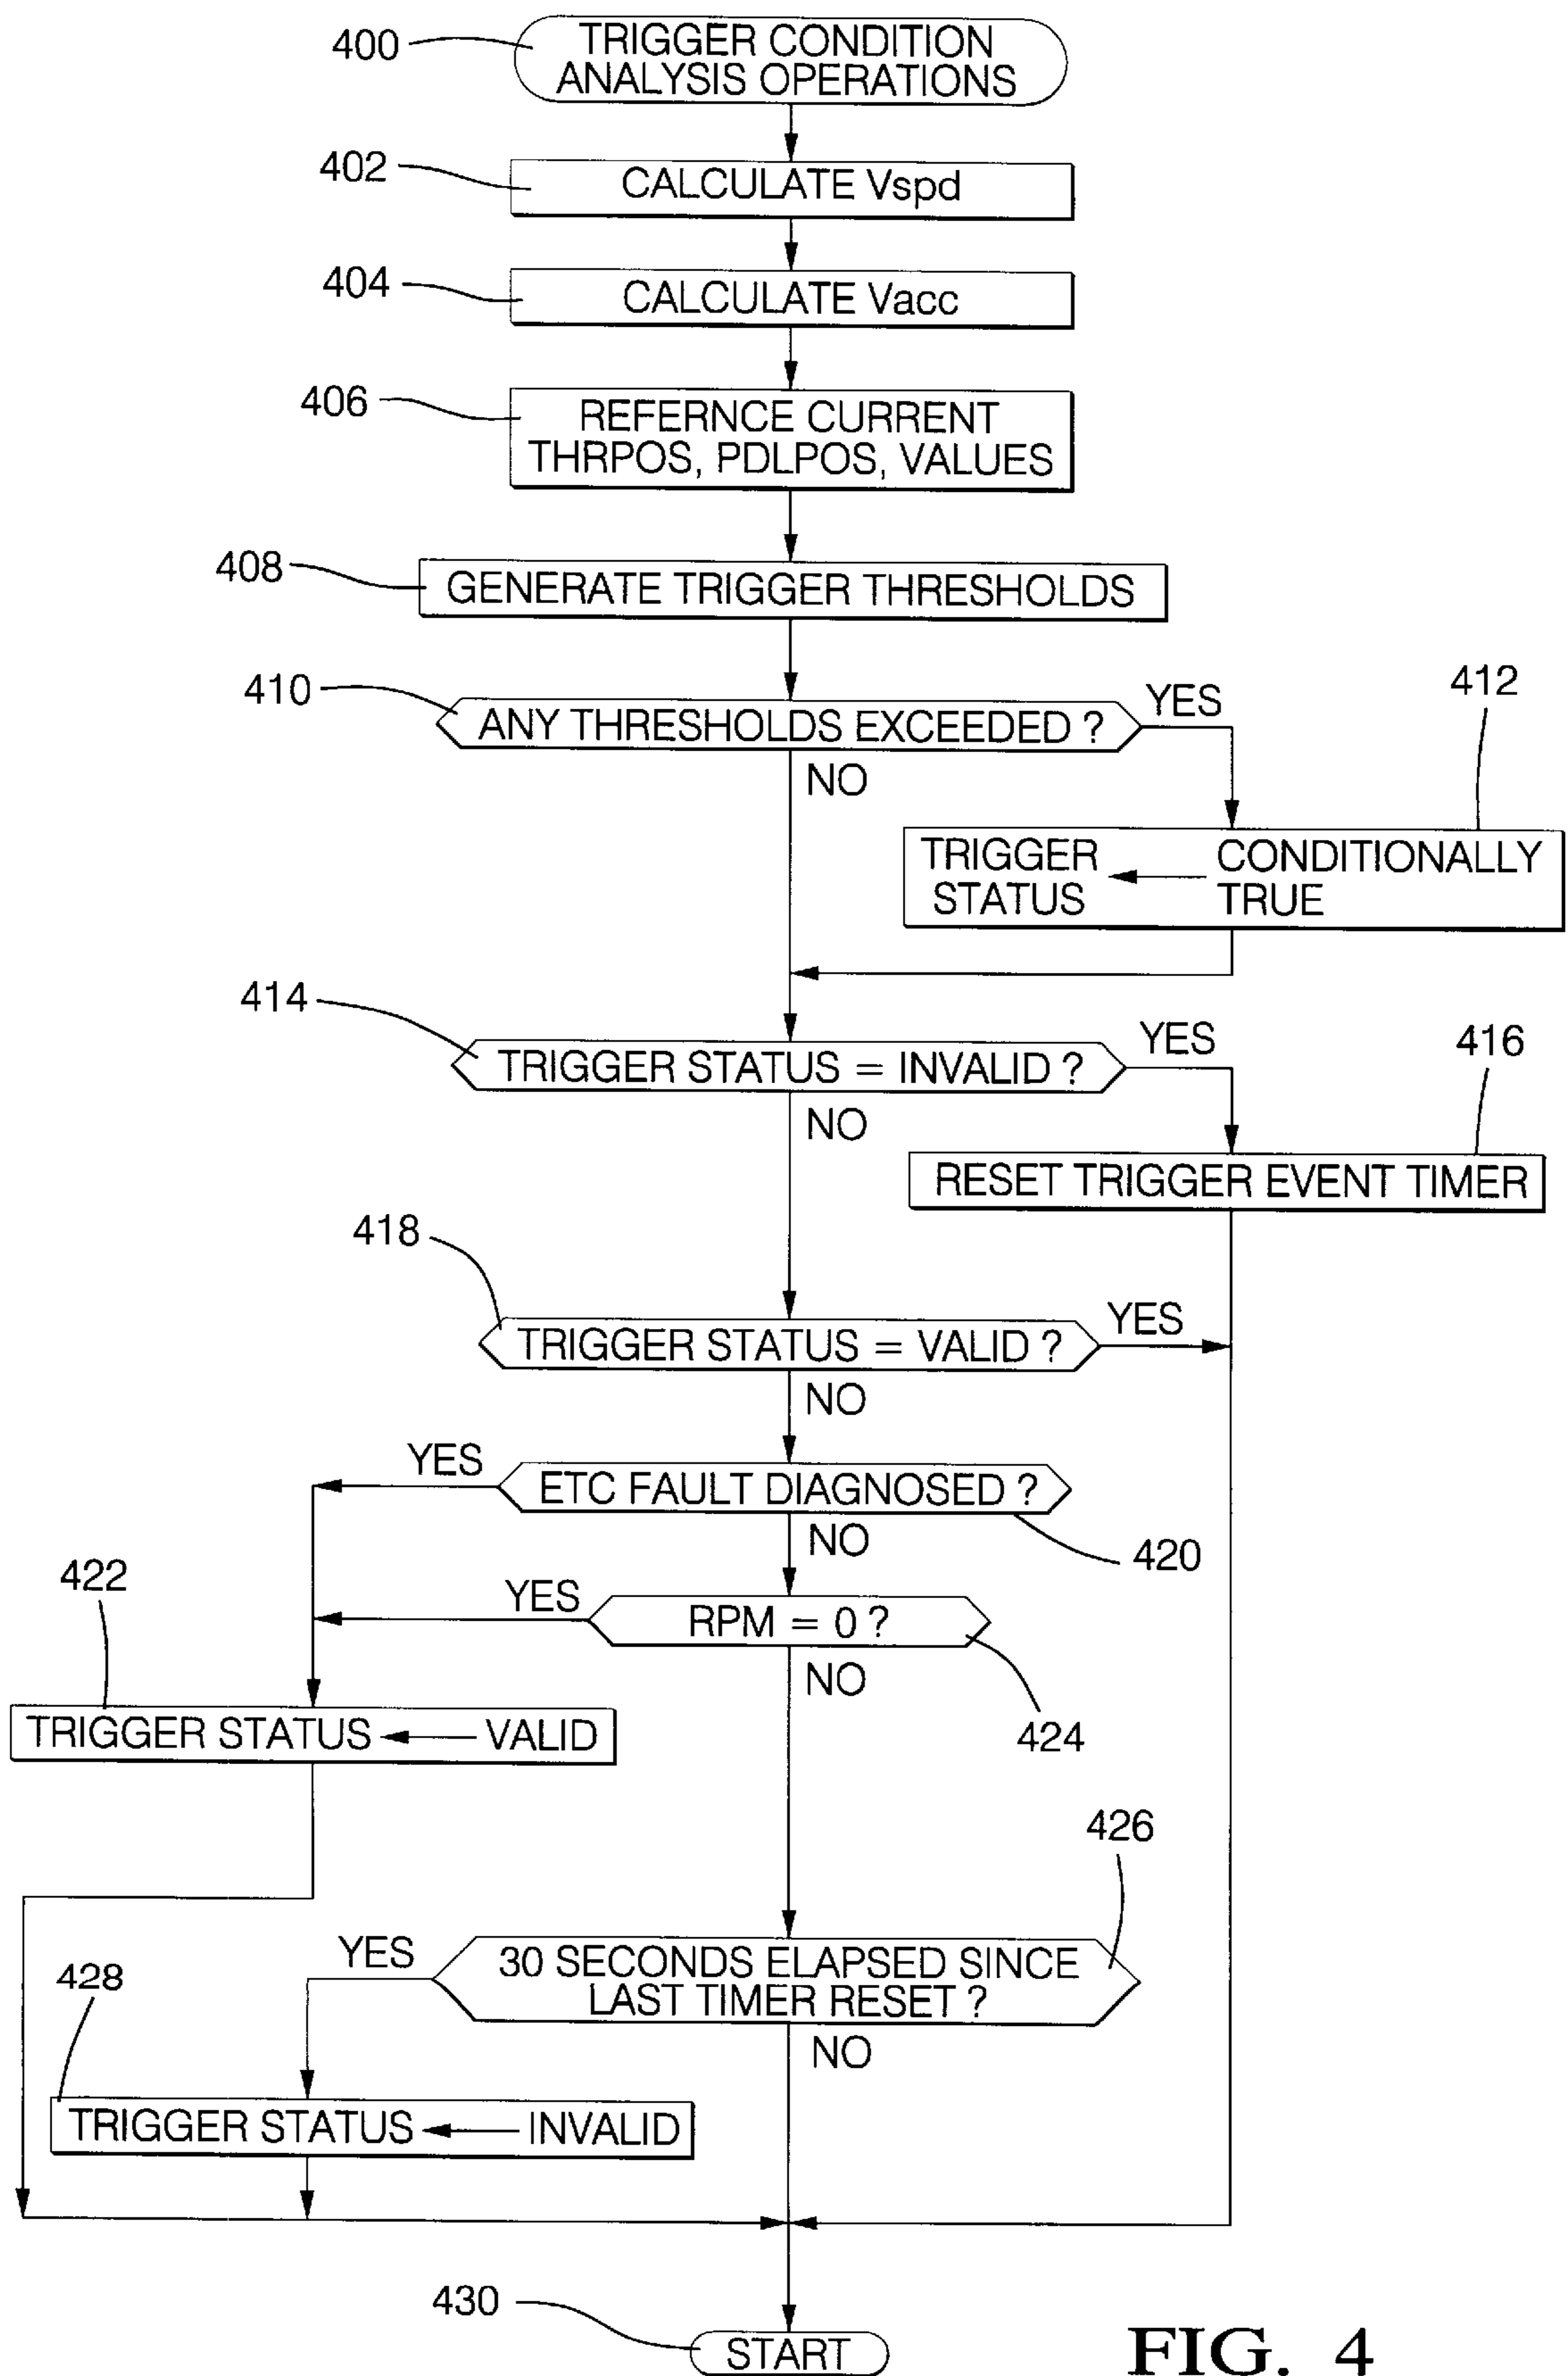 400
TRIGGER CONDITION
ANALYSIS OPERATIONS
402
CALCULATE Vspd
404
CALCULATE Vacc
406
REFERNCE CURRENT
THRPOS, PDLPOS, VALUES
408
GENERATE TRIGGER THRESHOLDS
410
ANY THRESHOLDS EXCEEDED ?
YES
NO
412
TRIGGER STATUS ← CONDITIONALLY TRUE
414
TRIGGER STATUS = INVALID ?
YES
NO
416
RESET TRIGGER EVENT TIMER
418
TRIGGER STATUS = VALID ?
YES
NO
YES
ETC FAULT DIAGNOSED ?
NO
420
422
YES
RPM = 0 ?
NO
424
TRIGGER STATUS ← VALID
426
YES
30 SECONDS ELAPSED SINCE
LAST TIMER RESET ?
NO
428
TRIGGER STATUS ← INVALID
430
START
FIG. 4